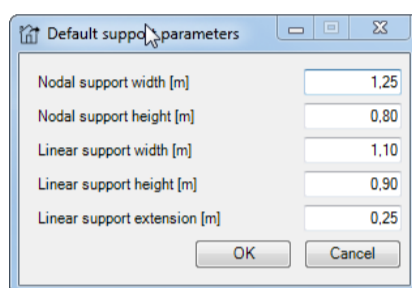 Default support parameters
Nodal support width [m] 1,25
Nodal support height [m] 0,80
Linear support width [m] 1,10
Linear support height [m] 0,90
Linear support extension [m] 0,25
OK Cancel